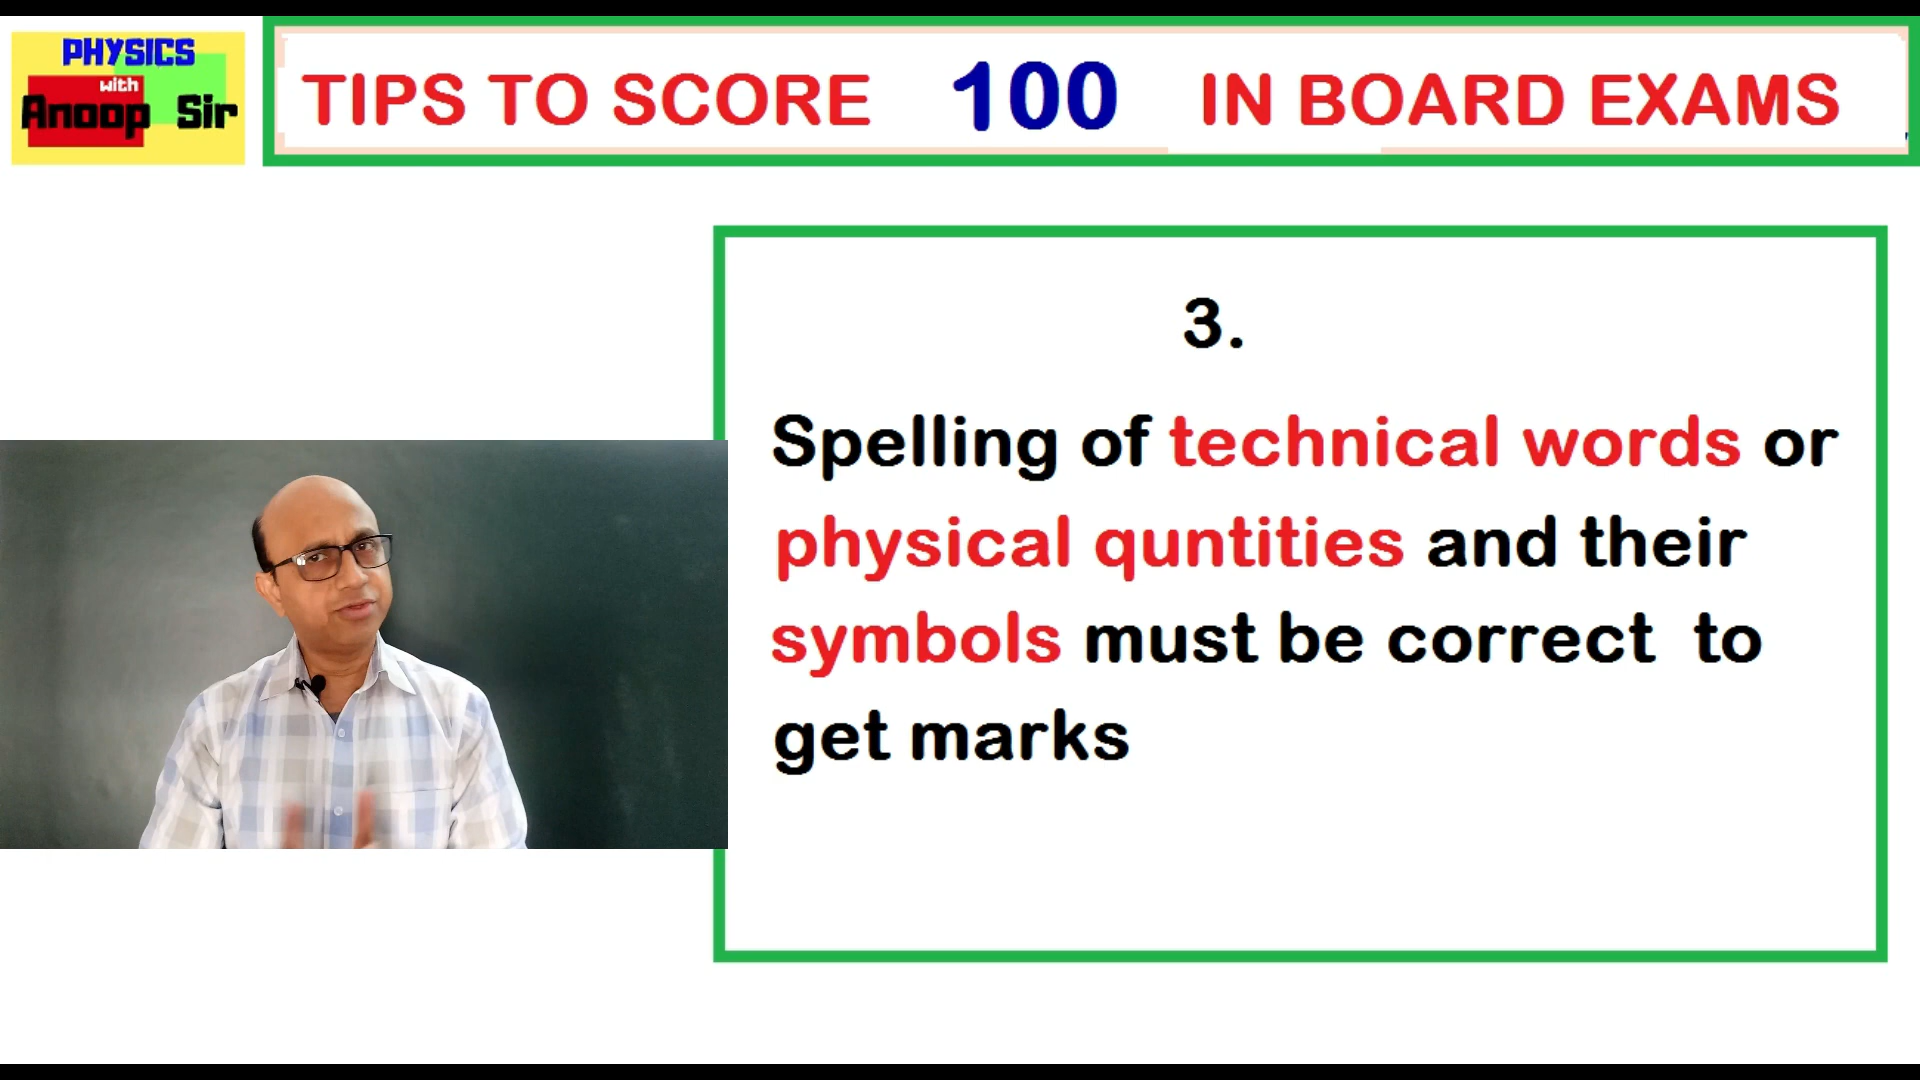 PHYSICS
with
Anoop Sir
TIPS TO SCORE 100 IN BOARD EXAMS
3.
Spelling of technical words or
physical quntities and their
symbols must be correct to
get marks